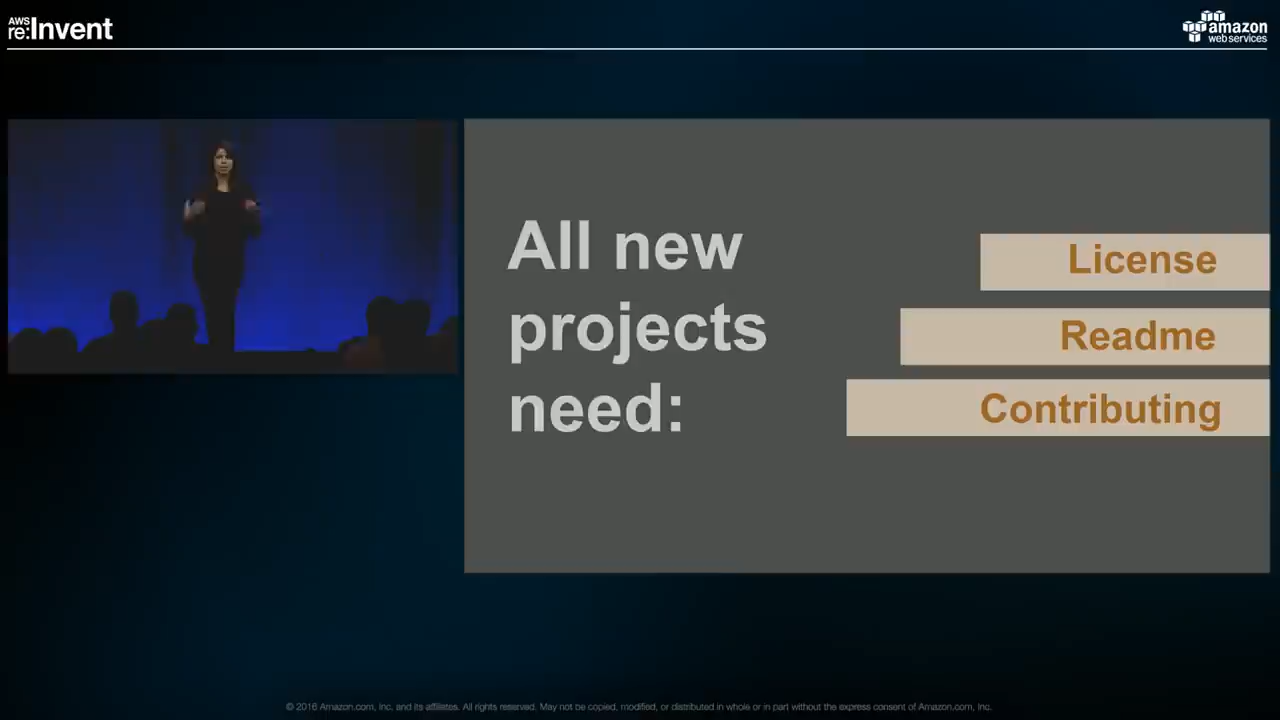 AWS
re:Invent
amazon
web services
All new
projects
need:
License
Readme
Contributing
© 2016 Amazon.com, Inc. and its affiliates. All rights reserved. May not be copied, modified, or distributed in whole or in part without the express consent of Amazon.com, Inc.